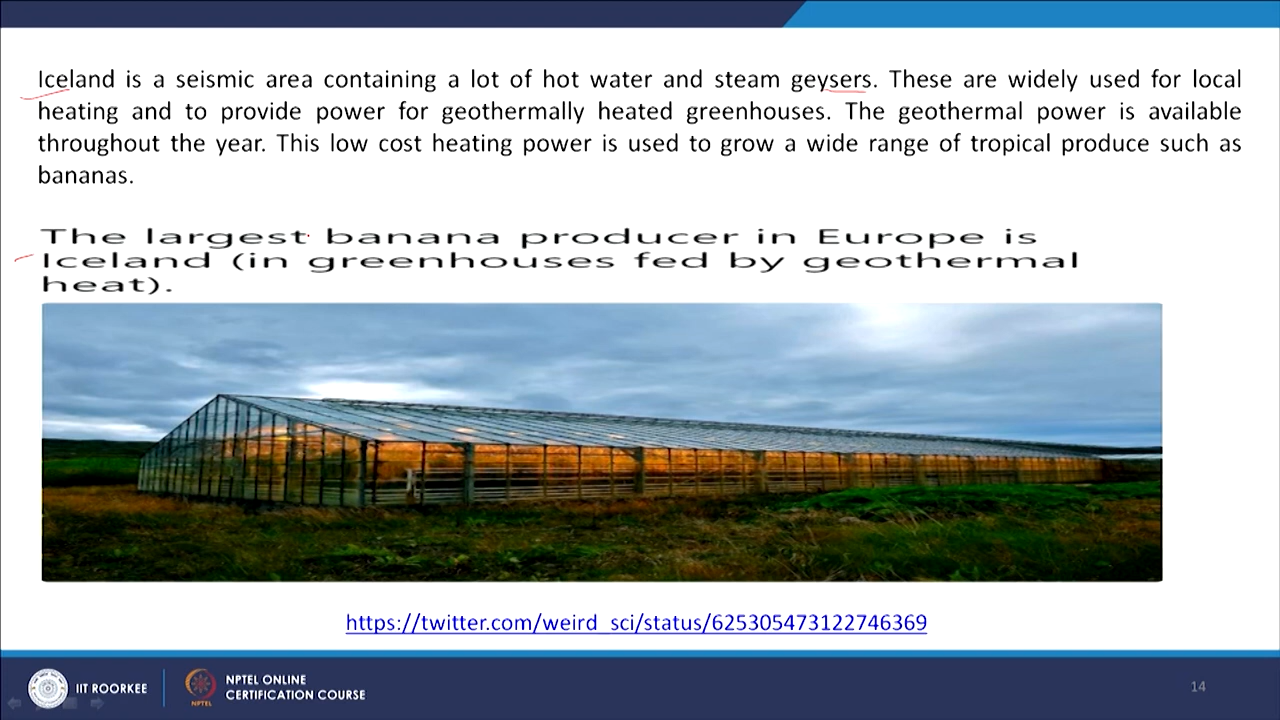 Iceland is a seismic area containing a lot of hot water and steam geysers. These are widely used for local
heating and to provide power for geothermally heated greenhouses. The geothermal power is available
throughout the year. This low cost heating power is used to grow a wide range of tropical produce such as
bananas.
The largest banana producer in Europe is
Iceland (in greenhouses fed by geothermal
heat).
https://twitter.com/weird_sci/status/625305473122746369
IIT ROORKEE
NPTEL
NPTEL ONLINE
CERTIFICATION COURSE
14